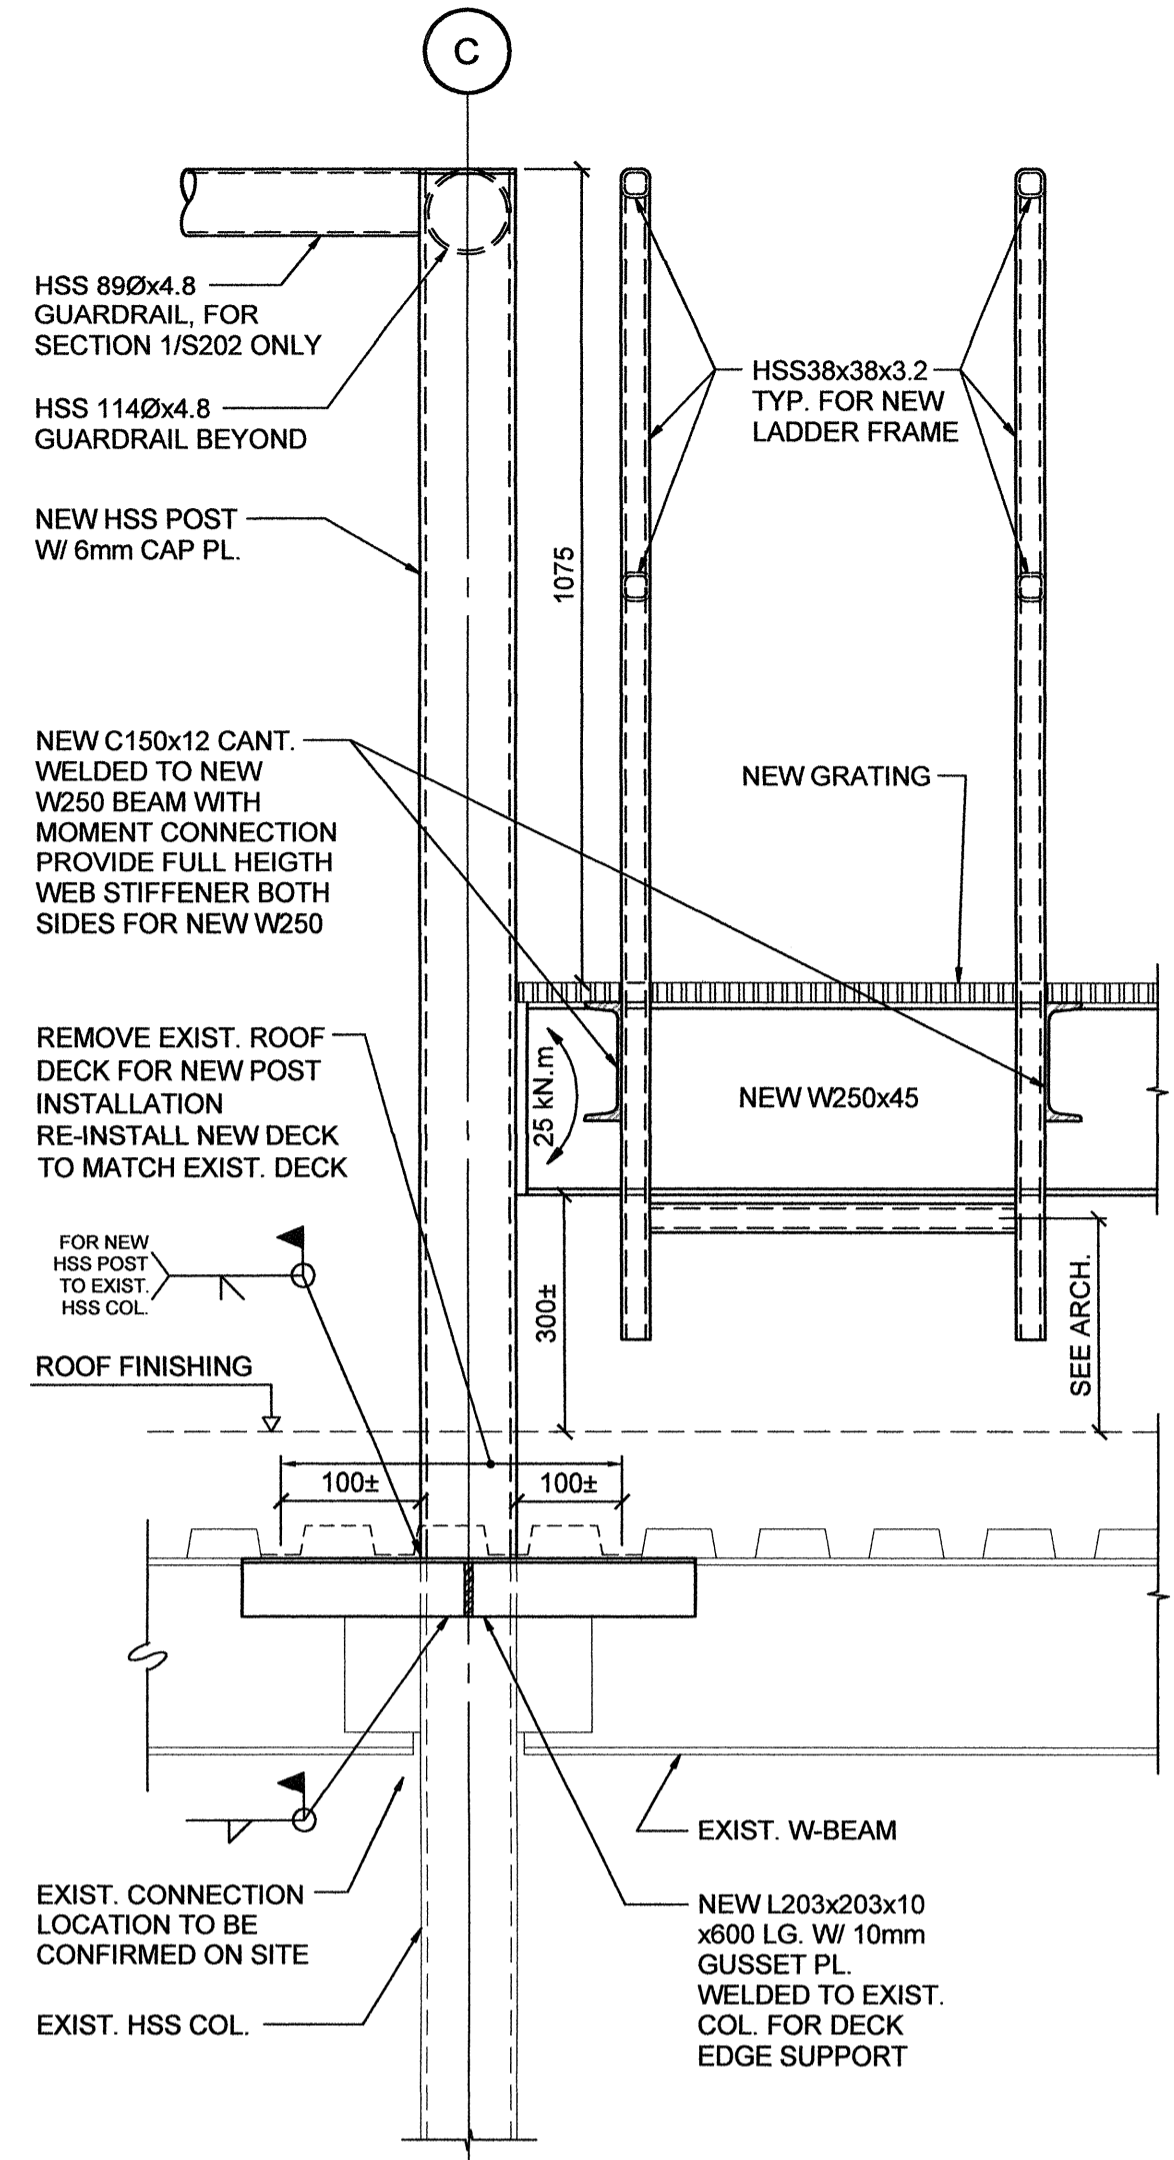 C
HSS 89Øx4.8
GUARDRAIL, FOR
SECTION 1/S202 ONLY
HSS 114Øx4.8
GUARDRAIL BEYOND
HSS38x38x3.2
TYP. FOR NEW
LADDER FRAME
NEW HSS POST
W/ 6mm CAP PL.
1075
NEW C150x12 CANT.
WELDED TO NEW
W250 BEAM WITH
MOMENT CONNECTION
PROVIDE FULL HEIGTH
WEB STIFFENER BOTH
SIDES FOR NEW W250
NEW GRATING
REMOVE EXIST. ROOF
DECK FOR NEW POST
INSTALLATION
RE-INSTALL NEW DECK
TO MATCH EXIST. DECK
25 kN.m
NEW W250x45
FOR NEW
HSS POST
TO EXIST.
HSS COL.
300±
SEE ARCH.
ROOF FINISHING
100±
100±
EXIST. W-BEAM
EXIST. CONNECTION
LOCATION TO BE
CONFIRMED ON SITE
NEW L203x203x10
x600 LG. W/ 10mm
GUSSET PL.
WELDED TO EXIST.
COL. FOR DECK
EDGE SUPPORT
EXIST. HSS COL.